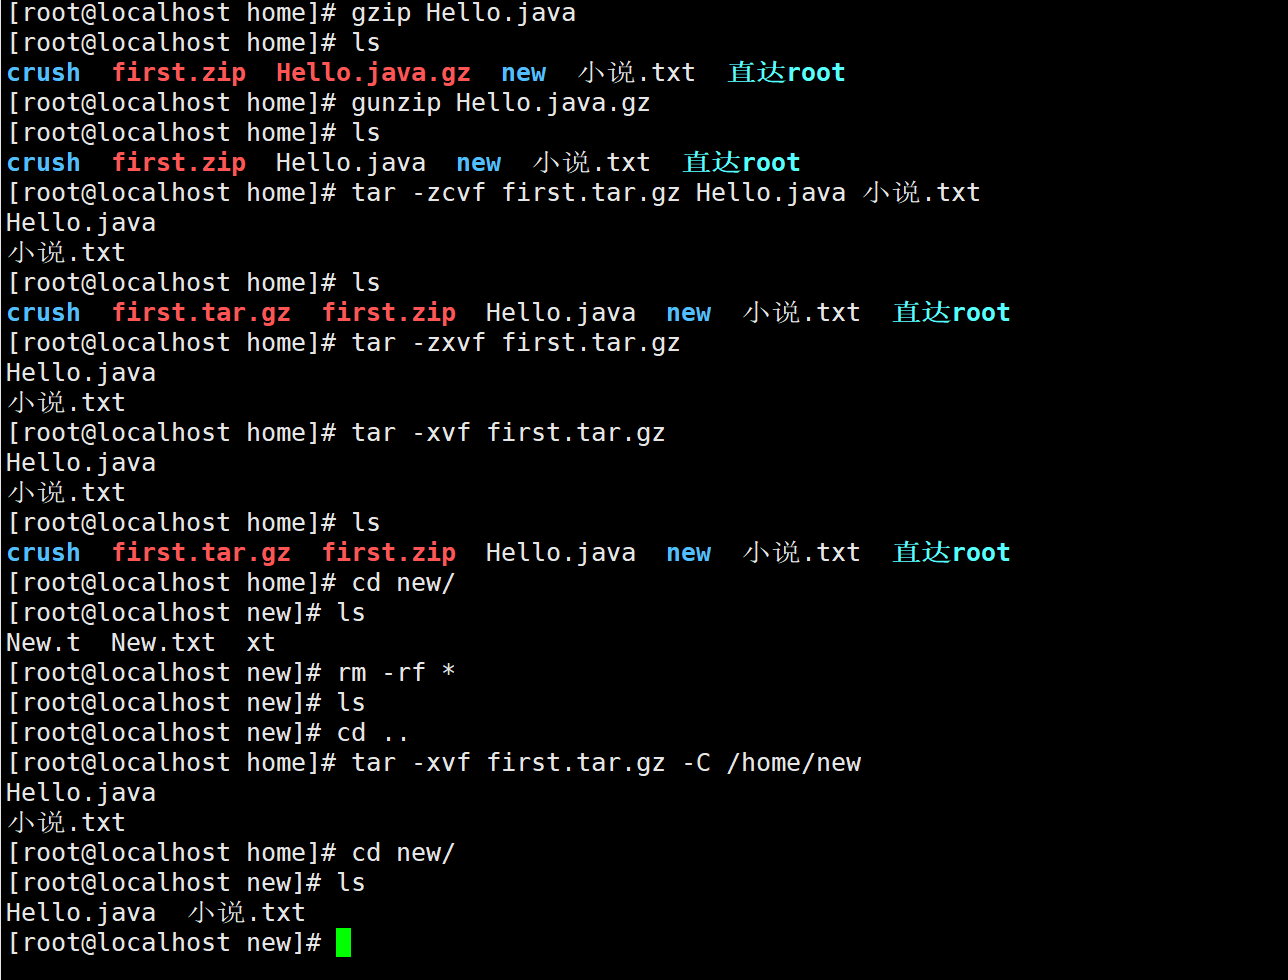 [root@localhost home]# gzip Hello.java
[root@localhost home]# ls
crush  first.zip  Hello.java.gz  new  小说.txt  直达root
[root@localhost home]# gunzip Hello.java.gz
[root@localhost home]# ls
crush  first.zip  Hello.java  new  小说.txt  直达root
[root@localhost home]# tar -zcvf first.tar.gz Hello.java 小说.txt
Hello.java
小说.txt
[root@localhost home]# ls
crush  first.tar.gz  first.zip  Hello.java  new  小说.txt  直达root
[root@localhost home]# tar -zxvf first.tar.gz
Hello.java
小说.txt
[root@localhost home]# tar -xvf first.tar.gz
Hello.java
小说.txt
[root@localhost home]# ls
crush  first.tar.gz  first.zip  Hello.java  new  小说.txt  直达root
[root@localhost home]# cd new/
[root@localhost new]# ls
New.t  New.txt  xt
[root@localhost new]# rm -rf *
[root@localhost new]# ls
[root@localhost new]# cd ..
[root@localhost home]# tar -xvf first.tar.gz -C /home/new
Hello.java
小说.txt
[root@localhost home]# cd new/
[root@localhost new]# ls
Hello.java  小说.txt
[root@localhost new]#